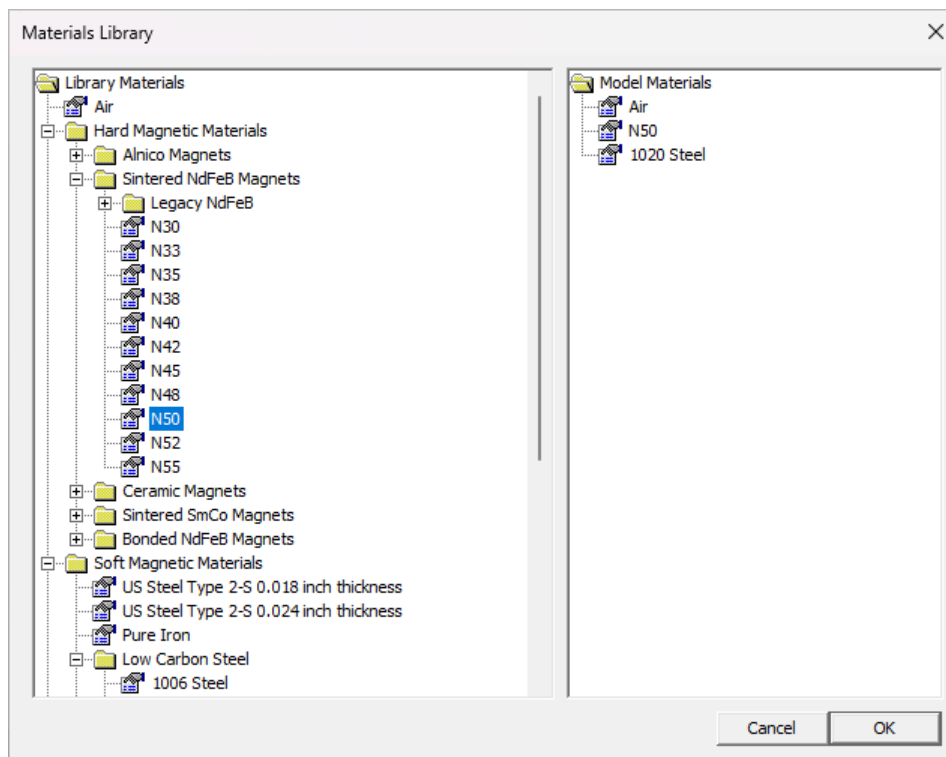 Materials Library
Library Materials
Air
Hard Magnetic Materials
Alnico Magnets
Sintered NdFeB Magnets
Legacy NdFeB
N30
N33
N35
N38
N40
N42
N45
N48
N50
N52
N55
Ceramic Magnets
Sintered SmCo Magnets
Bonded NdFeB Magnets
Soft Magnetic Materials
US Steel Type 2-S 0.018 inch thickness
US Steel Type 2-S 0.024 inch thickness
Pure Iron
Low Carbon Steel
1006 Steel
Model Materials
Air
N50
1020 Steel
Cancel
OK